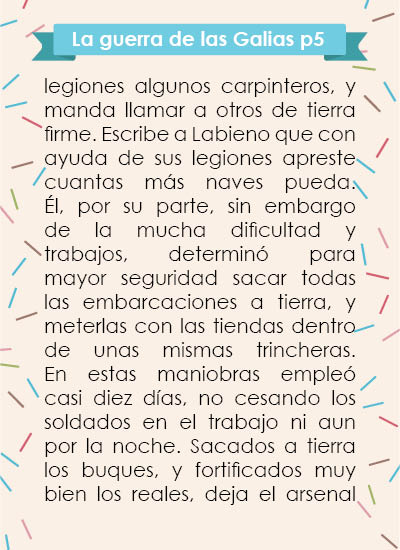 La guerra de las Galias p5
legiones algunos carpinteros, y
manda llamar a otros de tierra
firme. Escribe a Labieno que con
ayuda de sus legiones apreste
cuantas más naves pueda.
Él, por su parte, sin embargo
de la mucha dificultad y
trabajos, determinó para
mayor seguridad sacar todas
las embarcaciones a tierra, y
meterlas con las tiendas dentro
de unas mismas trincheras.
En estas maniobras empleó
casi diez días, no cesando los
soldados en el trabajo ni aun
por la noche. Sacados a tierra
los buques, y fortificados muy
bien los reales, deja el arsenal